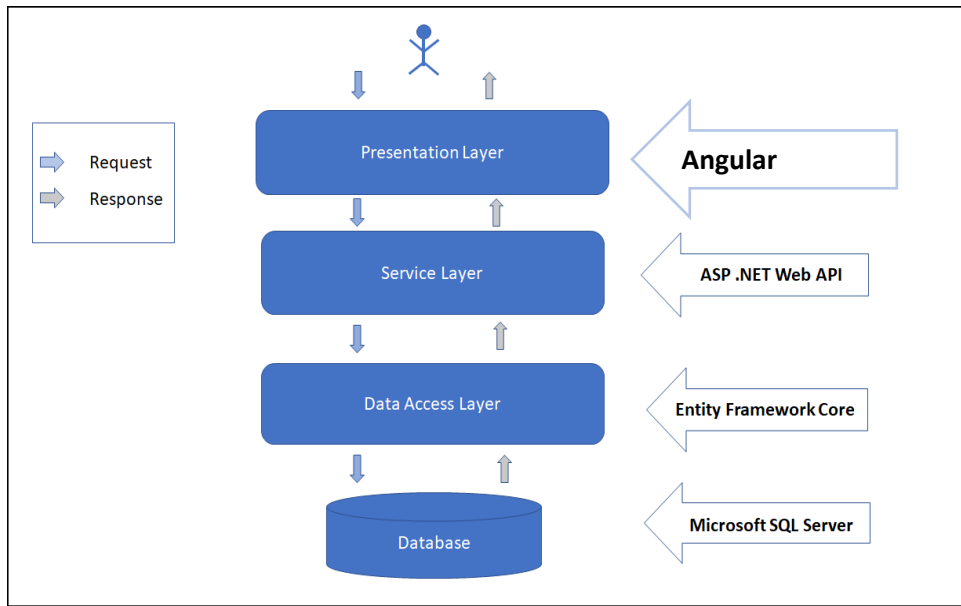 Presentation Layer
Angular
Request
Response
Service Layer
ASP .NET Web API
Data Access Layer
Entity Framework Core
Microsoft SQL Server
Database